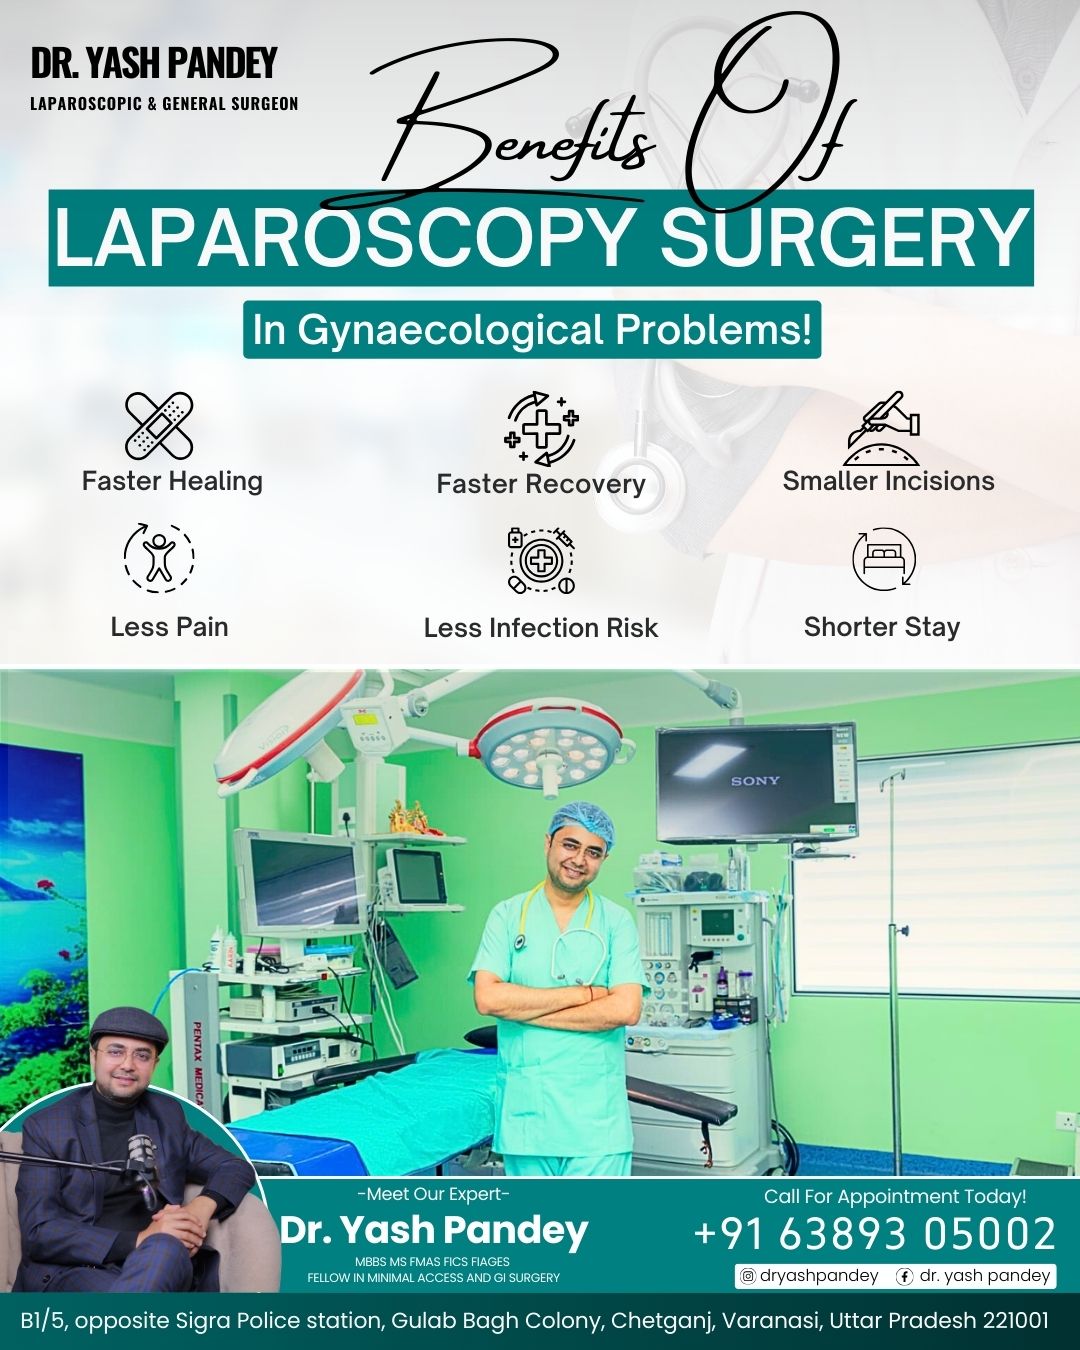 DR. YASH PANDEY
LAPAROSCOPIC & GENERAL SURGEON
Benefits Of
LAPAROSCOPY SURGERY
In Gynaecological Problems!
Faster Healing
Faster Recovery
Smaller Incisions
Less Pain
Less Infection Risk
Shorter Stay
SONY
PENTAX MEDICA
-Meet Our Expert-
Dr. Yash Pandey
MBBS MS FMAS FICS FIAGES
FELLOW IN MINIMAL ACCESS AND GI SURGERY
Call For Appointment Today!
+91 63893 05002
dryashpandey
dr. yash pandey
B1/5, opposite Sigra Police station, Gulab Bagh Colony, Chetganj, Varanasi, Uttar Pradesh 221001